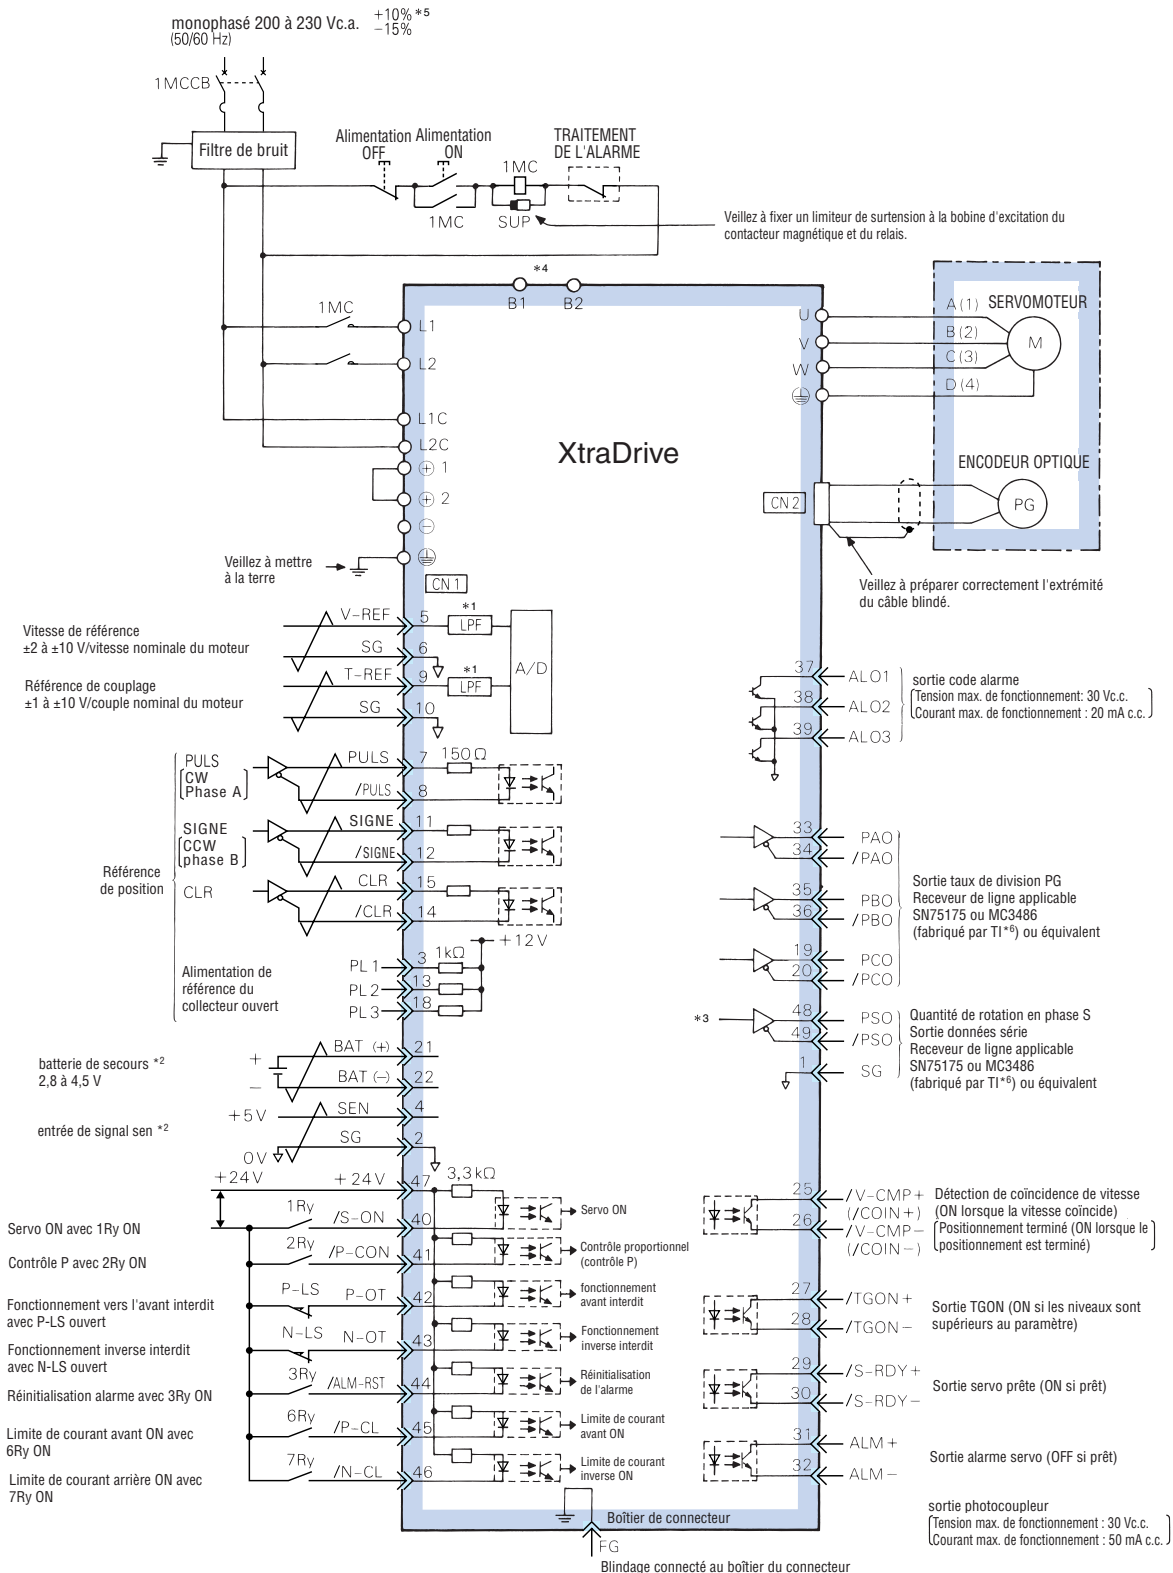 monophasé 200 à 230 Vc.a. +10% *5
−15%
(50/60 Hz)
1MCCB
Filtre de bruit
Alimentation OFF
Alimentation ON
1MC
1MC
SUP
TRAITEMENT
DE L'ALARME
Veillez à fixer un limiteur de surtension à la bobine d'excitation du
contacteur magnétique et du relais.
*4
B1
B2
1MC
L1
L2
L1C
L2C
⊕ 1
⊕ 2
⊖
Veillez à mettre
à la terre
CN 1
XtraDrive
U
V
W
A (1)
B (2)
C (3)
D (4)
SERVOMOTEUR
M
ENCODEUR OPTIQUE
PG
CN 2
Veillez à préparer correctement l'extrémité
du câble blindé.
Vitesse de référence
±2 à ±10 V/vitesse nominale du moteur
V-REF
5
*1
LPF
SG
6
Référence de couplage
±1 à ±10 V/couple nominal du moteur
T-REF
9
*1
LPF
SG
10
A/D
Référence
de position
PULS
CW
Phase A
PULS
7
150 Ω
/PULS
8
SIGNE
CCW
phase B
SIGNE
11
/SIGNE
12
CLR
CLR
15
/CLR
14
Alimentation de
référence du
collecteur ouvert
+12V
PL 1
3
1kΩ
PL 2
13
PL 3
18
batterie de secours *2
2,8 à 4,5 V
+
BAT (+)
21
−
BAT (−)
22
entrée de signal sen *2
+5V
SEN
4
0V
SG
2
+24V
+24V
47
3,3kΩ
Servo ON avec 1Ry ON
1Ry
/S-ON
40
Servo ON
Contrôle P avec 2Ry ON
2Ry
/P-CON
41
Contrôle proportionnel
(contrôle P)
Fonctionnement vers l'avant interdit
avec P-LS ouvert
P-LS
P-OT
42
fonctionnement
avant interdit
Fonctionnement inverse interdit
avec N-LS ouvert
N-LS
N-OT
43
Fonctionnement
inverse interdit
Réinitialisation alarme avec 3Ry ON
3Ry
/ALM-RST
44
Réinitialisation
de l'alarme
Limite de courant avant ON avec
6Ry ON
6Ry
/P-CL
45
Limite de courant
avant ON
Limite de courant arrière ON avec
7Ry ON
7Ry
/N-CL
46
Limite de courant
inverse ON
37
ALO1
38
ALO2
39
ALO3
sortie code alarme
Tension max. de fonctionnement: 30 Vc.c.
Courant max. de fonctionnement : 20 mA c.c.
33
PAO
34
/PAO
35
PBO
36
/PBO
19
PCO
20
/PCO
Sortie taux de division PG
Receveur de ligne applicable
SN75175 ou MC3486
(fabriqué par TI*6) ou équivalent
*3
48
PSO
49
/PSO
1
SG
Quantité de rotation en phase S
Sortie données série
Receveur de ligne applicable
SN75175 ou MC3486
(fabriqué par TI*6) ou équivalent
25
/V-CMP+
(/COIN+)
26
/V-CMP−
(/COIN−)
Détection de coïncidence de vitesse
(ON lorsque la vitesse coïncide)
Positionnement terminé (ON lorsque le
positionnement est terminé)
27
/TGON+
28
/TGON−
Sortie TGON (ON si les niveaux sont
supérieurs au paramètre)
29
/S-RDY+
30
/S-RDY−
Sortie servo prête (ON si prêt)
31
ALM+
32
ALM−
Sortie alarme servo (OFF si prêt)
sortie photocoupleur
Tension max. de fonctionnement : 30 Vc.c.
Courant max. de fonctionnement : 50 mA c.c.
Boîtier de connecteur
FG
Blindage connecté au boîtier du connecteur